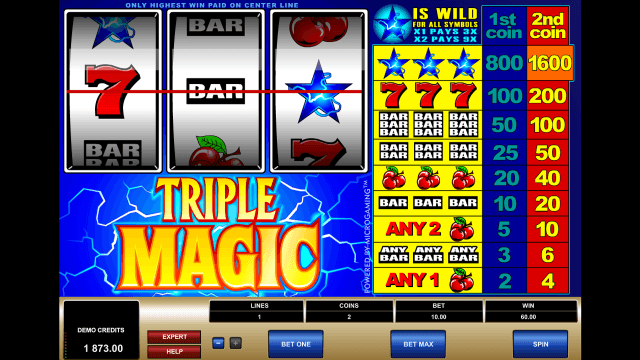 ONLY HIGHEST WIN PAID ON CENTER LINE
BAR
7
BAR
BAR
BAR
7
TRIPLE
MAGIC
POWERED BY MICROGAMING™
IS WILD
FOR ALL SYMBOLS
X1 PAYS 3X
X2 PAYS 9X
1st coin
2nd coin
800 1600
7 7 7 100 200
BAR BAR BAR
BAR BAR BAR 50 100
BAR BAR BAR
BAR BAR BAR 25 50
BAR BAR BAR
20 40
BAR BAR BAR 10 20
ANY 2 5 10
ANY BAR ANY BAR ANY BAR 3 6
ANY 1 2 4
LINES COINS BET WIN
1 2 10.00 60.00
DEMO CREDITS
1 873.00
EXPERT
HELP
- +
BET ONE
BET MAX
SPIN